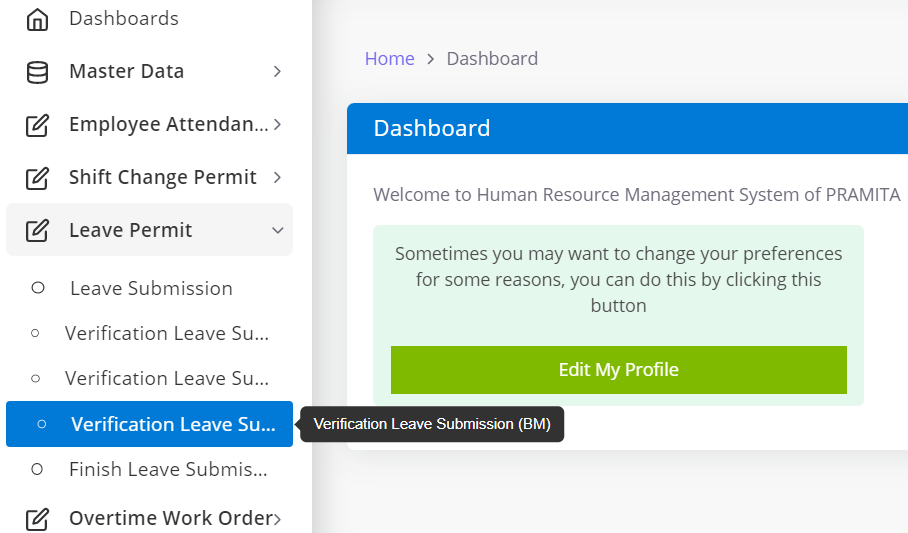 Dashboards
Master Data
Employee Attendan...
Shift Change Permit
Leave Permit
Leave Submission
Verification Leave Su...
Verification Leave Su...
Verification Leave Su...
Verification Leave Submission (BM)
Finish Leave Submis...
Overtime Work Order
Home > Dashboard
Dashboard
Welcome to Human Resource Management System of PRAMITA
Sometimes you may want to change your preferences
for some reasons, you can do this by clicking this
button
Edit My Profile